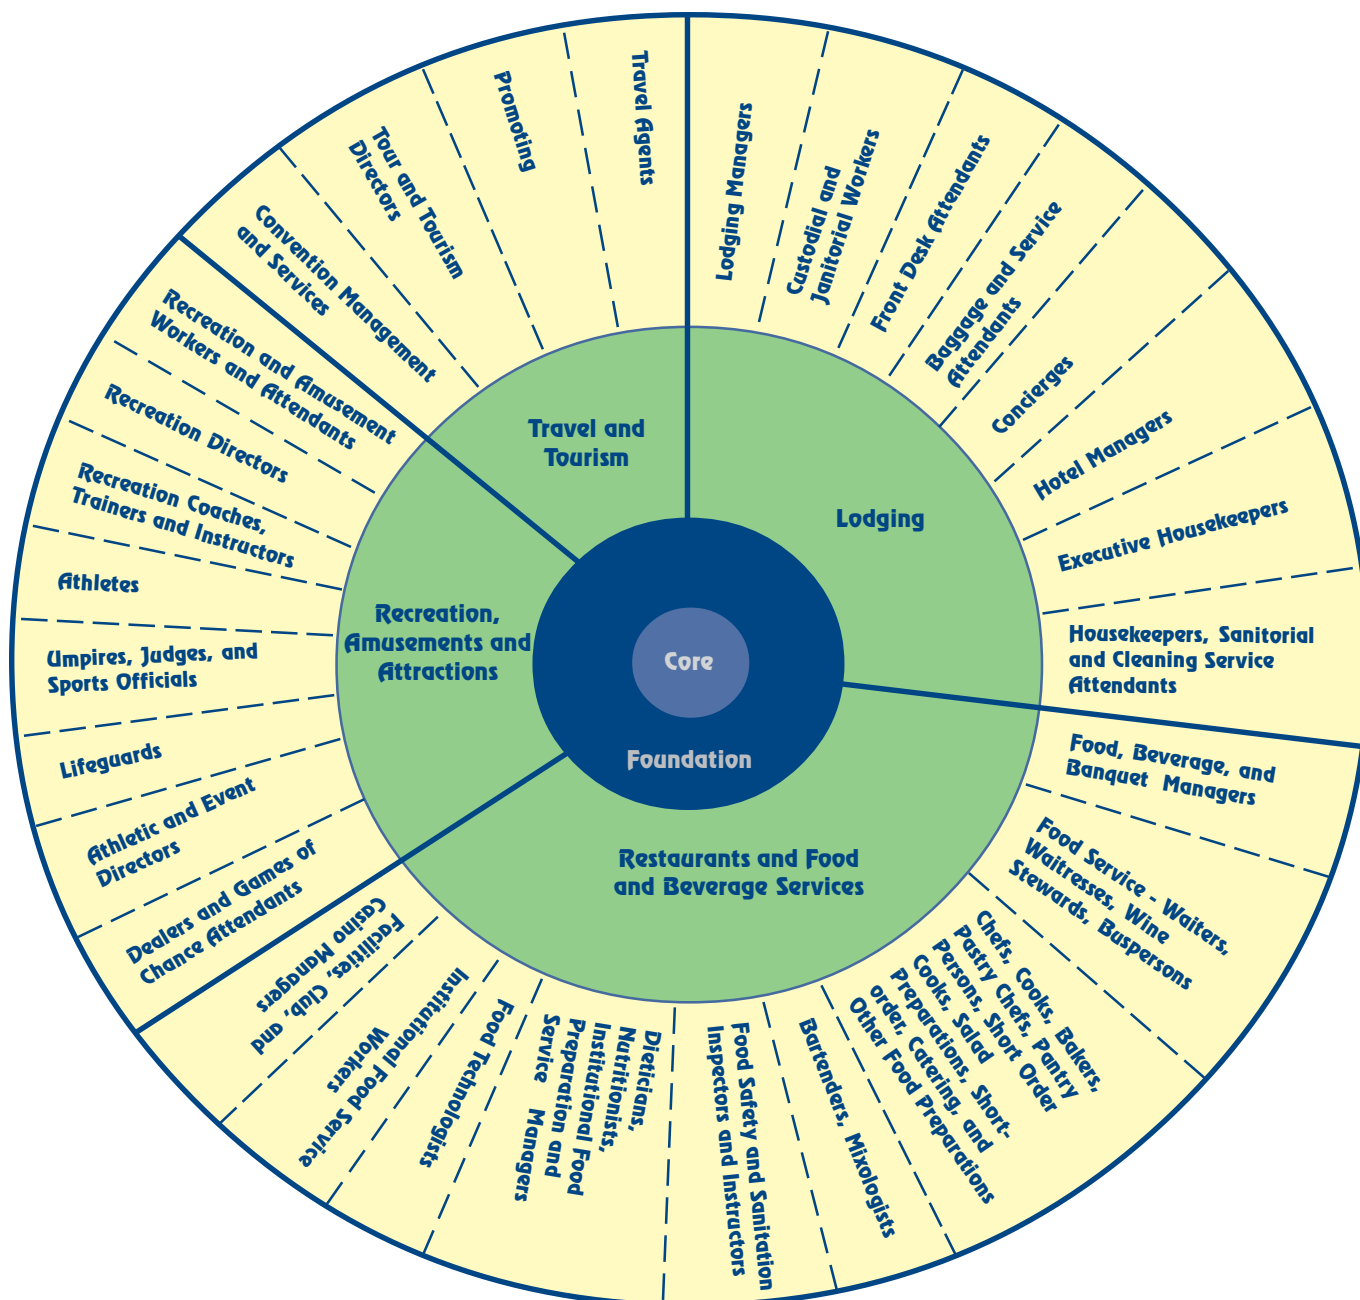 Core
Foundation
Travel and
Tourism
Lodging
Recreation,
Amusements and
Attractions
Restaurants and Food
and Beverage Services
Lodging Managers
Custodial and
Janitorial Workers
Front Desk Attendants
Baggage and Service
Attendants
Concierges
Hotel Managers
Executive Housekeepers
Housekeepers, Sanitorial
and Cleaning Service
Attendants
Food, Beverage, and
Banquet Managers
Food Service - Waiters,
Waitresses, Wine
Stewards, Buspersons
Chefs, Cooks, Bakers,
Pastry Chefs, Pantry
Persons, Short Order
Cooks, Salad
Preparations, Short-
order, Catering, and
Other Food Preparations
Bartenders, Mixologists
Food Safety and Sanitation
Inspectors and Instructors
Dieticians,
Nutritionists,
Institutional Food
Preparation and
Service Managers
Food Technologists
Institutional Food Service
Workers
Facilities, Club, and
Casino Managers
Dealers and Games of
Chance Attendants
Athletic and Event
Directors
Lifeguards
Umpires, Judges, and
Sports Officials
Athletes
Recreation Coaches,
Trainers and Instructors
Recreation Directors
Recreation and Amusement
Workers and Attendants
Convention Management
and Services
Tour and Tourism
Directors
Promoting
Travel Agents